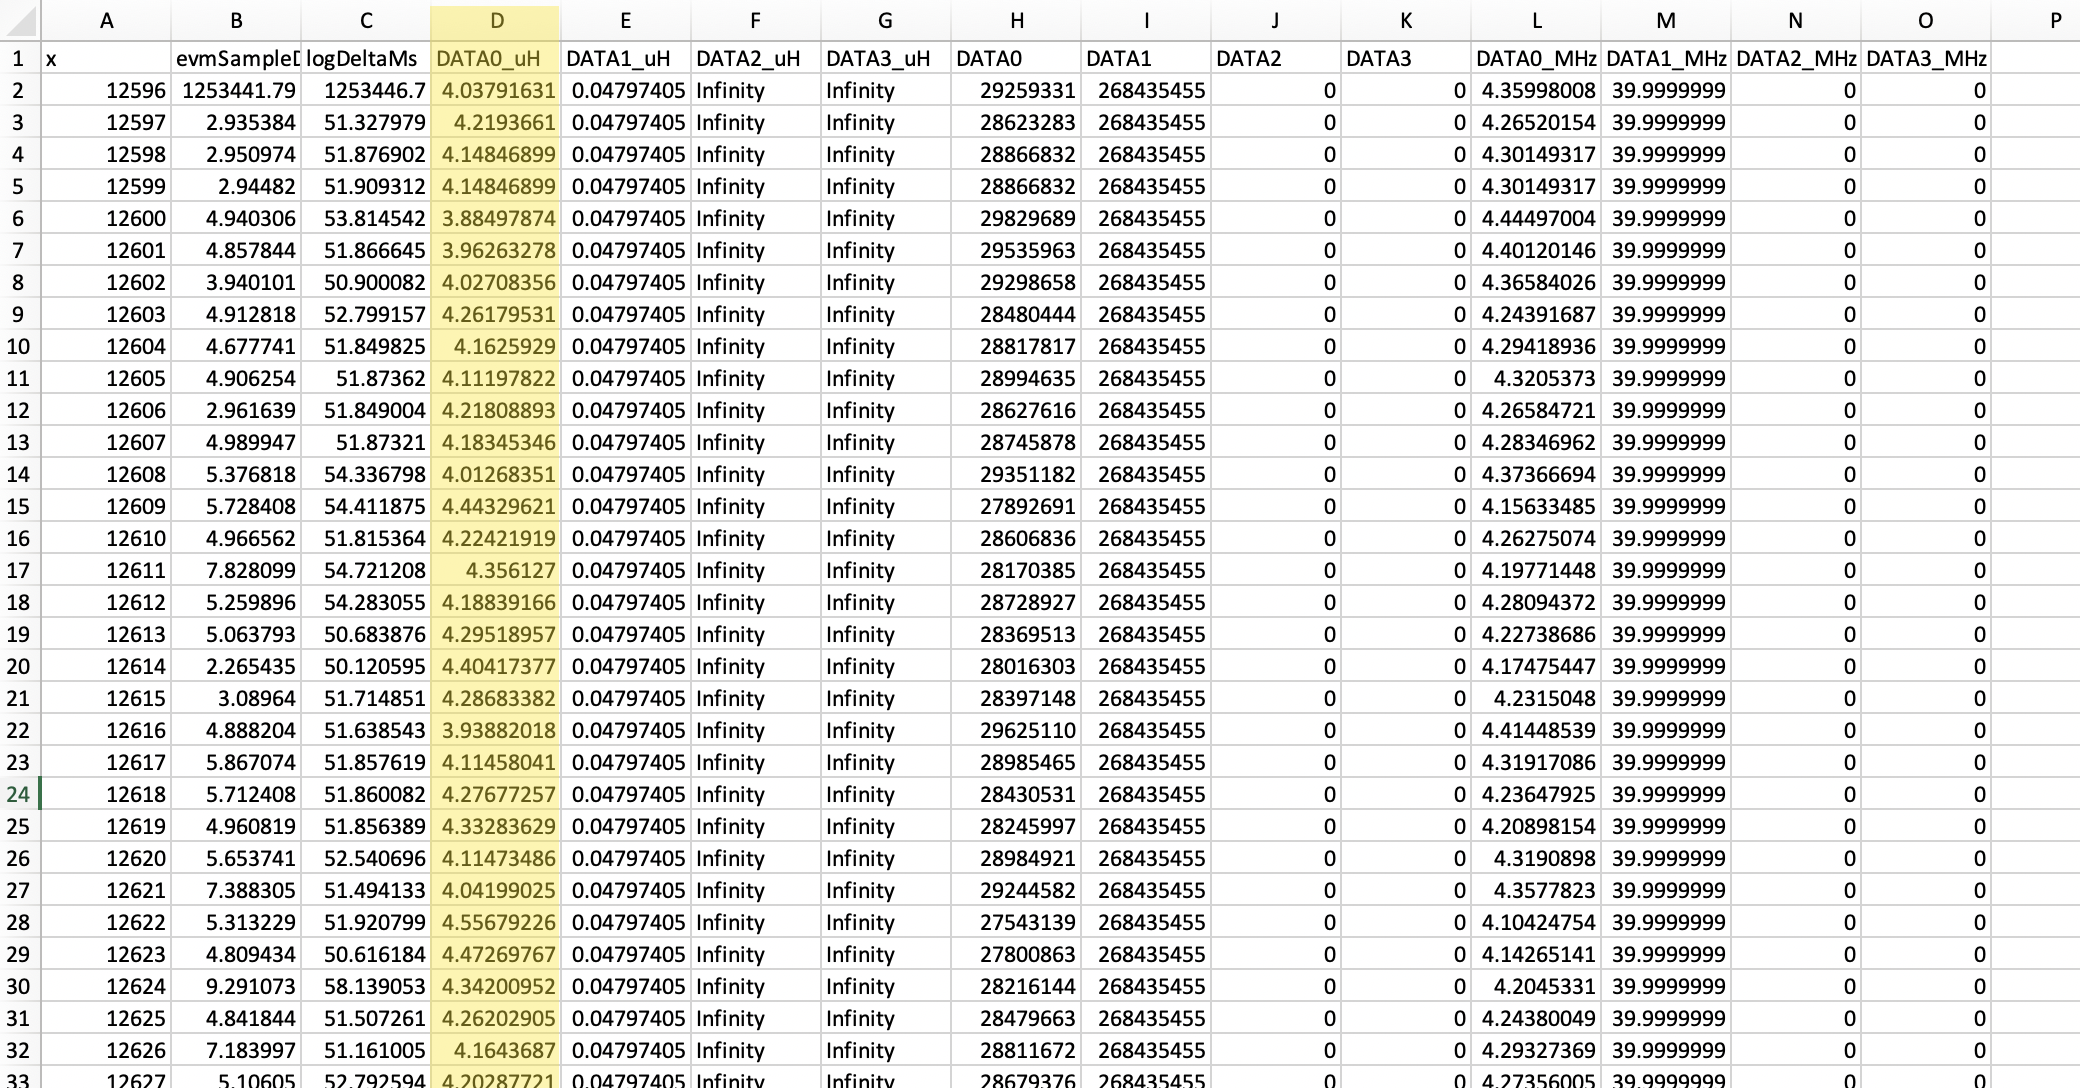 A B C D E F G H I J K L M N O P
1 x evmSampleD logDeltaMs DATA0_uH DATA1_uH DATA2_uH DATA3_uH DATA0 DATA1 DATA2 DATA3 DATA0_MHz DATA1_MHz DATA2_MHz DATA3_MHz
2 12596 1253441.79 1253446.7 4.03791631 0.04797405 Infinity Infinity 29259331 268435455 0 0 4.35998008 39.9999999 0 0
3 12597 2.935384 51.327979 4.2193661 0.04797405 Infinity Infinity 28623283 268435455 0 0 4.26520154 39.9999999 0 0
4 12598 2.950974 51.876902 4.14846899 0.04797405 Infinity Infinity 28866832 268435455 0 0 4.30149317 39.9999999 0 0
5 12599 2.94482 51.909312 4.14846899 0.04797405 Infinity Infinity 28866832 268435455 0 0 4.30149317 39.9999999 0 0
6 12600 4.940306 53.814542 3.88497874 0.04797405 Infinity Infinity 29829689 268435455 0 0 4.44497004 39.9999999 0 0
7 12601 4.857844 51.866645 3.96263278 0.04797405 Infinity Infinity 29535963 268435455 0 0 4.40120146 39.9999999 0 0
8 12602 3.940101 50.900082 4.02708356 0.04797405 Infinity Infinity 29298658 268435455 0 0 4.36584026 39.9999999 0 0
9 12603 4.912818 52.799157 4.26179531 0.04797405 Infinity Infinity 28480444 268435455 0 0 4.24391687 39.9999999 0 0
10 12604 4.677741 51.849825 4.1625929 0.04797405 Infinity Infinity 28817817 268435455 0 0 4.29418936 39.9999999 0 0
11 12605 4.906254 51.87362 4.11197822 0.04797405 Infinity Infinity 28994635 268435455 0 0 4.3205373 39.9999999 0 0
12 12606 2.961639 51.849004 4.21808893 0.04797405 Infinity Infinity 28627616 268435455 0 0 4.26584721 39.9999999 0 0
13 12607 4.989947 51.87321 4.18345346 0.04797405 Infinity Infinity 28745878 268435455 0 0 4.28346962 39.9999999 0 0
14 12608 5.376818 54.336798 4.01268351 0.04797405 Infinity Infinity 29351182 268435455 0 0 4.37366694 39.9999999 0 0
15 12609 5.728408 54.411875 4.44329621 0.04797405 Infinity Infinity 27892691 268435455 0 0 4.15633485 39.9999999 0 0
16 12610 4.966562 51.815364 4.22421919 0.04797405 Infinity Infinity 28606836 268435455 0 0 4.26275074 39.9999999 0 0
17 12611 7.828099 54.721208 4.356127 0.04797405 Infinity Infinity 28170385 268435455 0 0 4.19771448 39.9999999 0 0
18 12612 5.259896 54.283055 4.18839166 0.04797405 Infinity Infinity 28728927 268435455 0 0 4.28094372 39.9999999 0 0
19 12613 5.063793 50.683876 4.29518957 0.04797405 Infinity Infinity 28369513 268435455 0 0 4.22738686 39.9999999 0 0
20 12614 2.265435 50.120595 4.40417377 0.04797405 Infinity Infinity 28016303 268435455 0 0 4.17475447 39.9999999 0 0
21 12615 3.08964 51.714851 4.28683382 0.04797405 Infinity Infinity 28397148 268435455 0 0 4.2315048 39.9999999 0 0
22 12616 4.888204 51.638543 3.93882018 0.04797405 Infinity Infinity 29625110 268435455 0 0 4.41448539 39.9999999 0 0
23 12617 5.867074 51.857619 4.11458041 0.04797405 Infinity Infinity 28985465 268435455 0 0 4.31917086 39.9999999 0 0
24 12618 5.712408 51.860082 4.27677257 0.04797405 Infinity Infinity 28430531 268435455 0 0 4.23647925 39.9999999 0 0
25 12619 4.960819 51.856389 4.33283629 0.04797405 Infinity Infinity 28245997 268435455 0 0 4.20898154 39.9999999 0 0
26 12620 5.653741 52.540696 4.11473486 0.04797405 Infinity Infinity 28984921 268435455 0 0 4.3190898 39.9999999 0 0
27 12621 7.388305 51.494133 4.04199025 0.04797405 Infinity Infinity 29244582 268435455 0 0 4.3577823 39.9999999 0 0
28 12622 5.313229 51.920799 4.55679226 0.04797405 Infinity Infinity 27543139 268435455 0 0 4.10424754 39.9999999 0 0
29 12623 4.809434 50.616184 4.47269767 0.04797405 Infinity Infinity 27800863 268435455 0 0 4.14265141 39.9999999 0 0
30 12624 9.291073 58.139053 4.34200952 0.04797405 Infinity Infinity 28216144 268435455 0 0 4.2045331 39.9999999 0 0
31 12625 4.841844 51.507261 4.26202905 0.04797405 Infinity Infinity 28479663 268435455 0 0 4.24380049 39.9999999 0 0
32 12626 7.183997 51.161005 4.1643687 0.04797405 Infinity Infinity 28811672 268435455 0 0 4.29327369 39.9999999 0 0
33 12627 5.10605 52.792594 4.20287721 0.04797405 Infinity Infinity 28679376 268435455 0 0 4.27356005 39.9999999 0 0